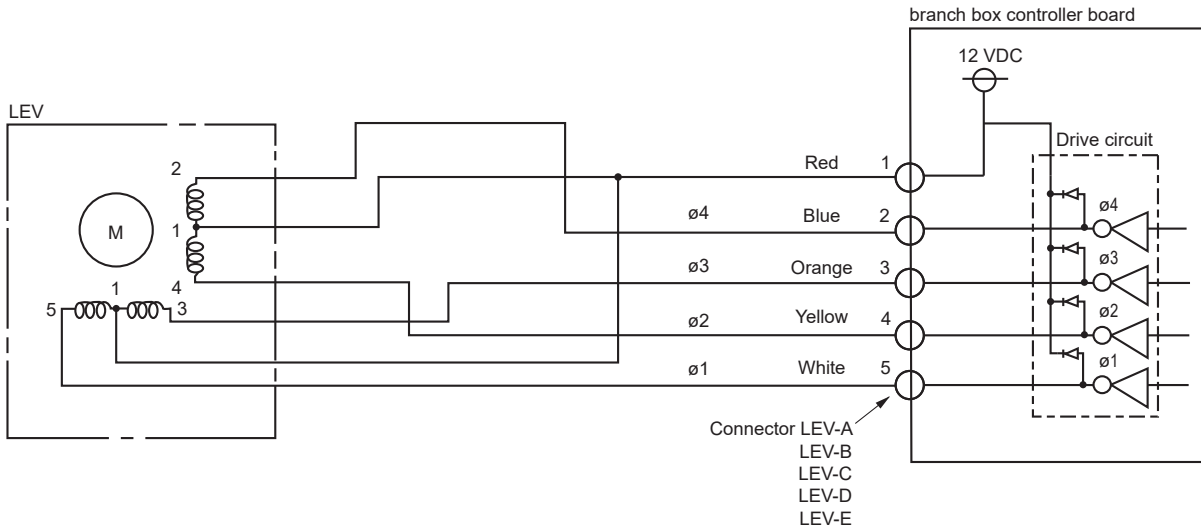 branch box controller board
12 VDC
LEV
Drive circuit
2
Red 1
ø4
M
1
ø4 Blue 2
ø3
ø3 Orange 3
4
5 1 3
ø2
ø2 Yellow 4
ø1
ø1 White 5
Connector LEV-A
LEV-B
LEV-C
LEV-D
LEV-E